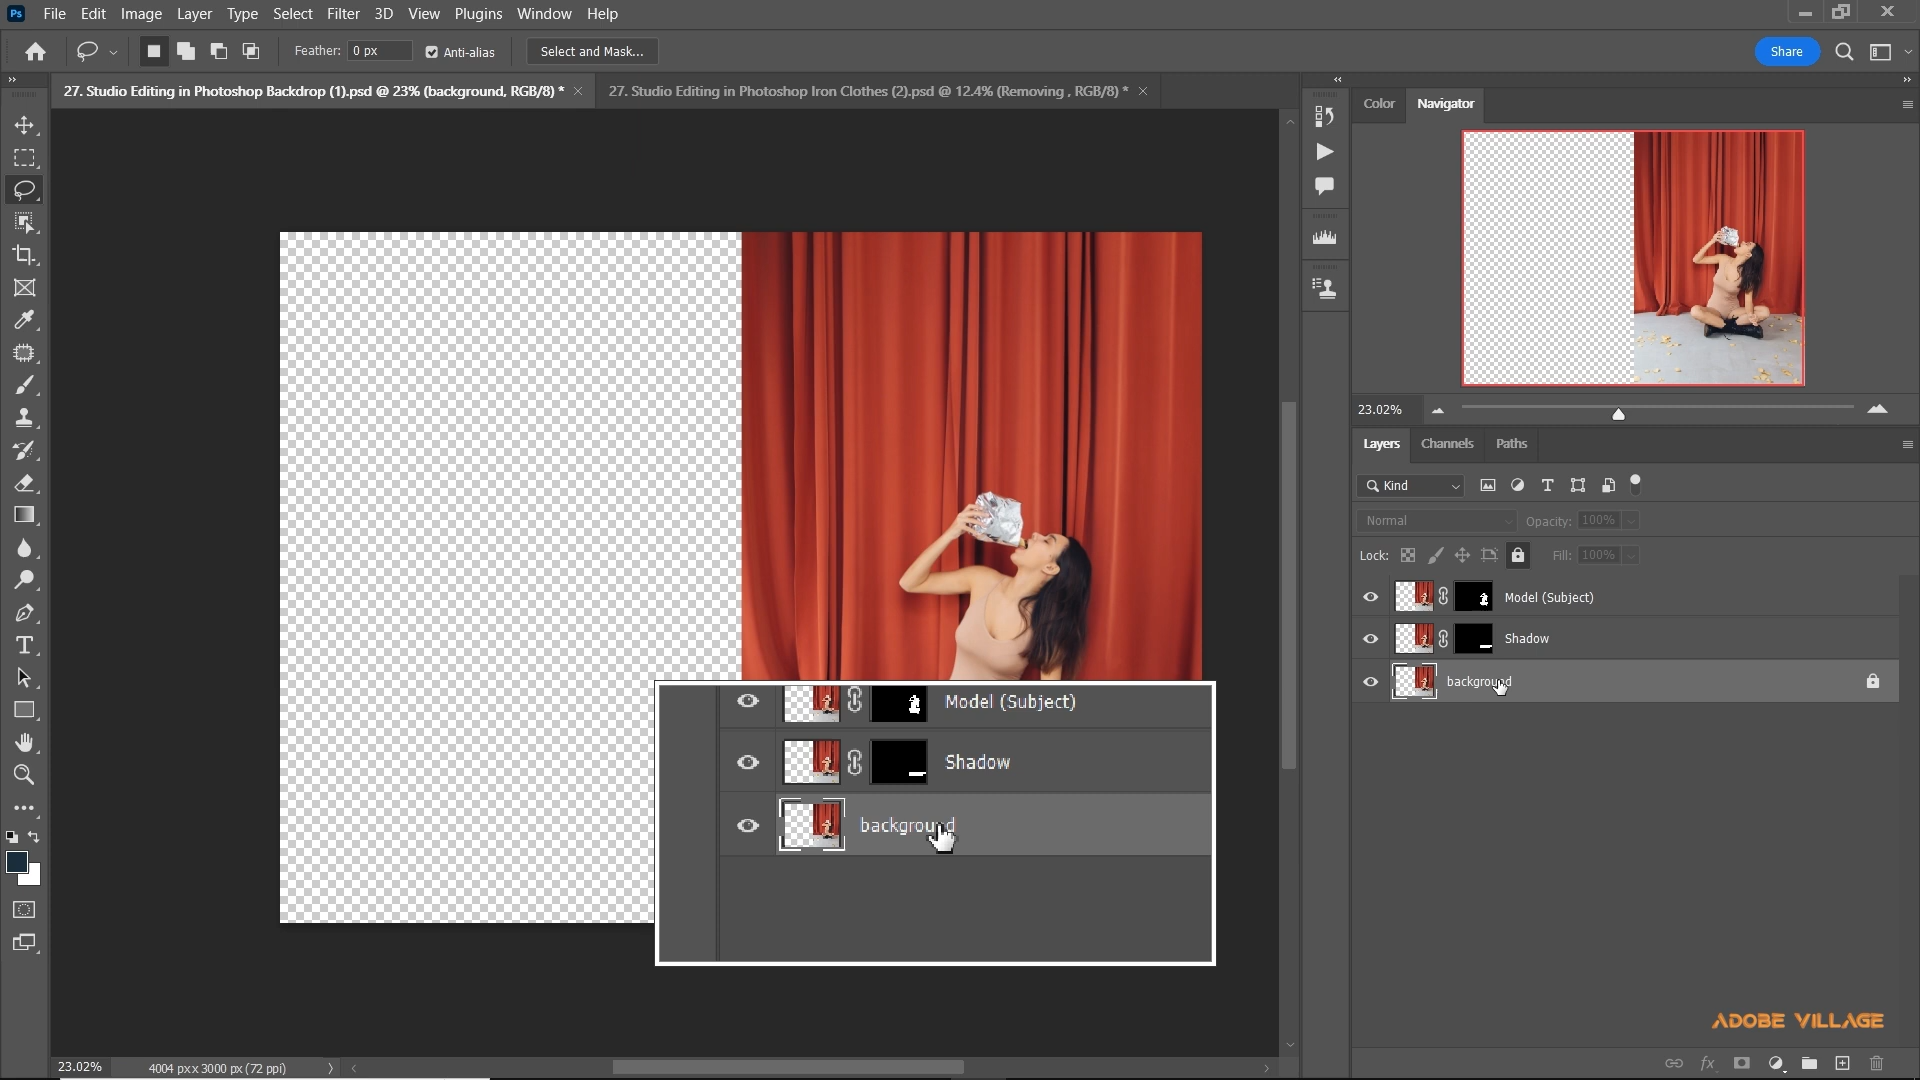 Ps File Edit Image Layer Type Select Filter 3D View Plugins Window Help
Feather: 0 px Anti-alias Select and Mask... Share
27. Studio Editing in Photoshop Backdrop (1).psd @ 23% (background, RGB/8) *
27. Studio Editing in Photoshop Iron Clothes (2).psd @ 12.4% (Removing , RGB/8) *
Color Navigator
23.02%
Layers Channels Paths
Kind
Normal Opacity: 100%
Lock: Fill: 100%
Model (Subject)
Shadow
background
Model (Subject)
Shadow
background
ADOBE VILLAGE
23.02% 4004 px x 3000 px (72 ppi)